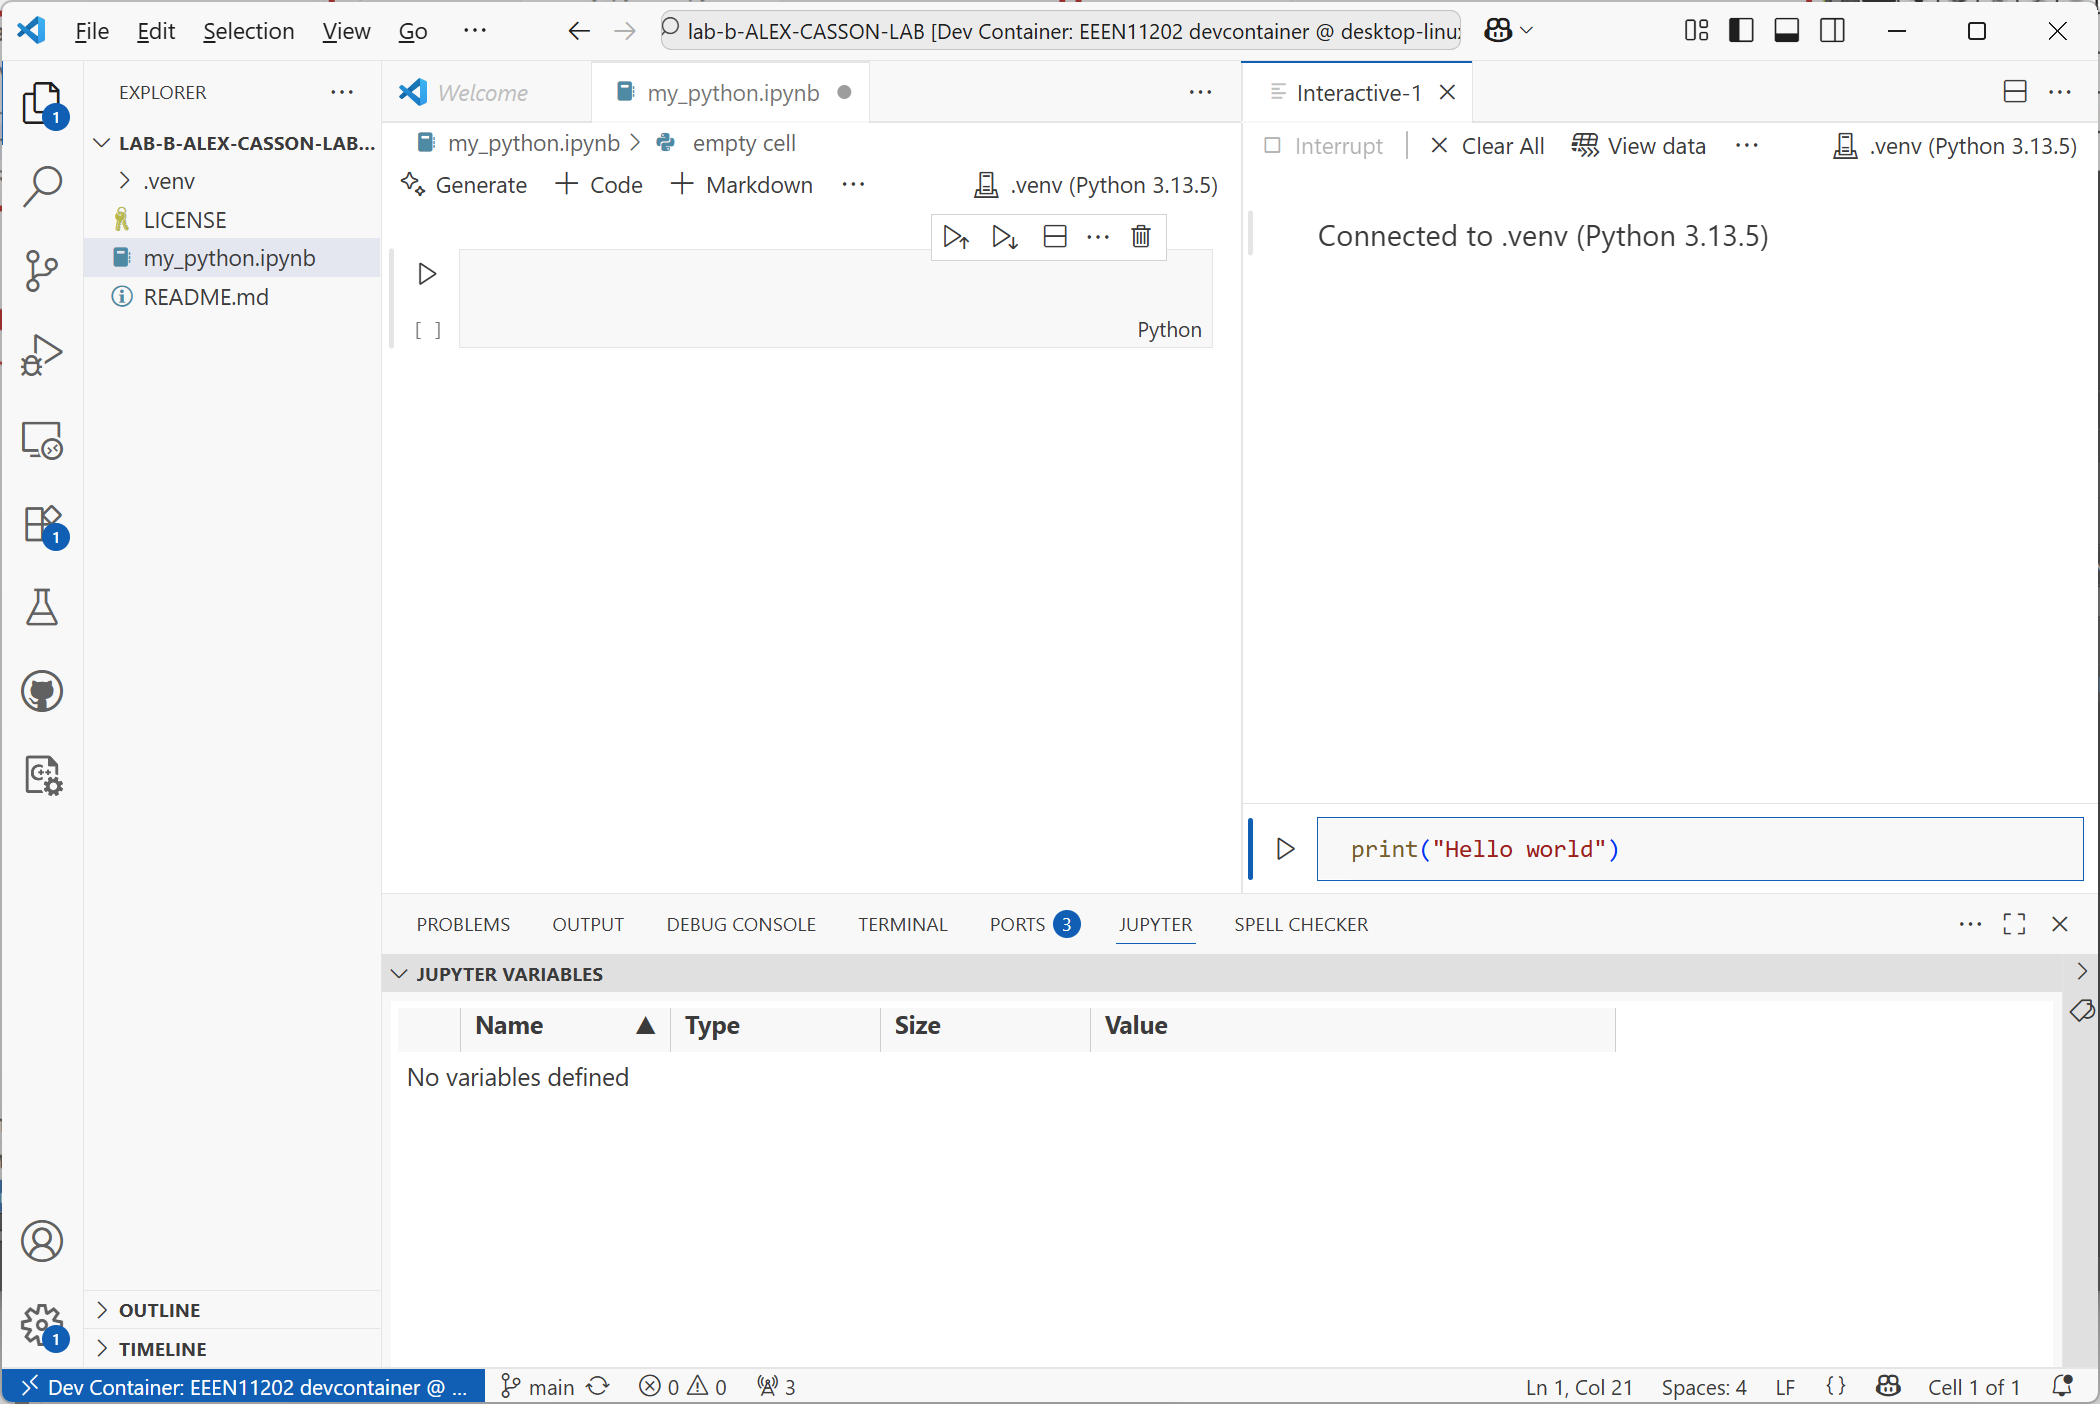 File Edit Selection View Go ··· lab-b-ALEX-CASSON-LAB [Dev Container: EEEN11202 devcontainer @ desktop-linux
EXPLORER
LAB-B-ALEX-CASSON-LAB...
.venv
LICENSE
my_python.ipynb
README.md
OUTLINE
TIMELINE
1
1
1
Welcome my_python.ipynb
my_python.ipynb > empty cell
Generate + Code + Markdown ··· .venv (Python 3.13.5)
[ ]
Python
Interactive-1
Interrupt | Clear All View data ··· .venv (Python 3.13.5)
Connected to .venv (Python 3.13.5)
print("Hello world")
PROBLEMS OUTPUT DEBUG CONSOLE TERMINAL PORTS 3 JUPYTER SPELL CHECKER
JUPYTER VARIABLES
Name ▲ Type Size Value
No variables defined
Dev Container: EEEN11202 devcontainer @ ... main 0 0 3 Ln 1, Col 21 Spaces: 4 LF {} Cell 1 of 1